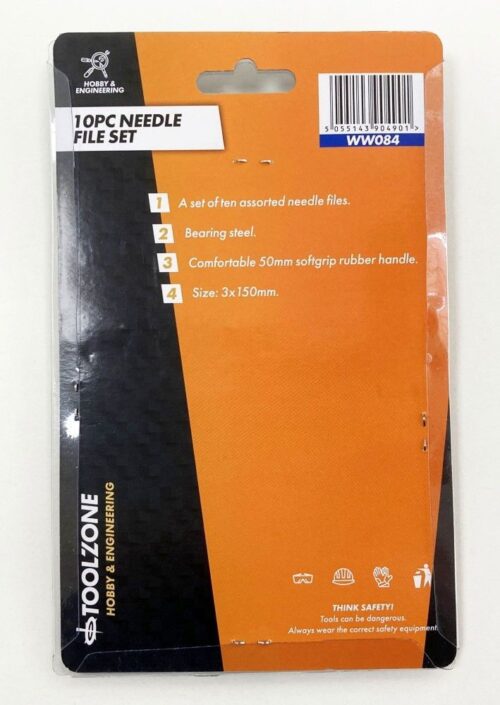 HOBBY &
ENGINEERING
10PC NEEDLE
FILE SET
5 055143 904901 >
WW084
1 A set of ten assorted needle files.
2 Bearing steel.
3 Comfortable 50mm softgrip rubber handle.
4 Size: 3x150mm.
TOOLZONE
HOBBY & ENGINEERING
THINK SAFETY!
Tools can be dangerous.
Always wear the correct safety equipment.